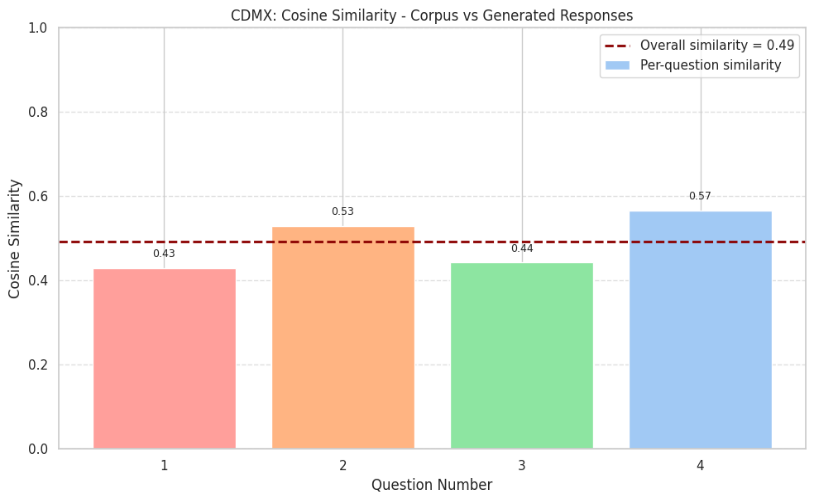 CDMX: Cosine Similarity - Corpus vs Generated Responses
1.0
Overall similarity = 0.49
Per-question similarity
0.8
0.6
0.57
0.53
0.44
0.43
0.4
0.2
0.0
Cosine Similarity
1 2 3 4
Question Number